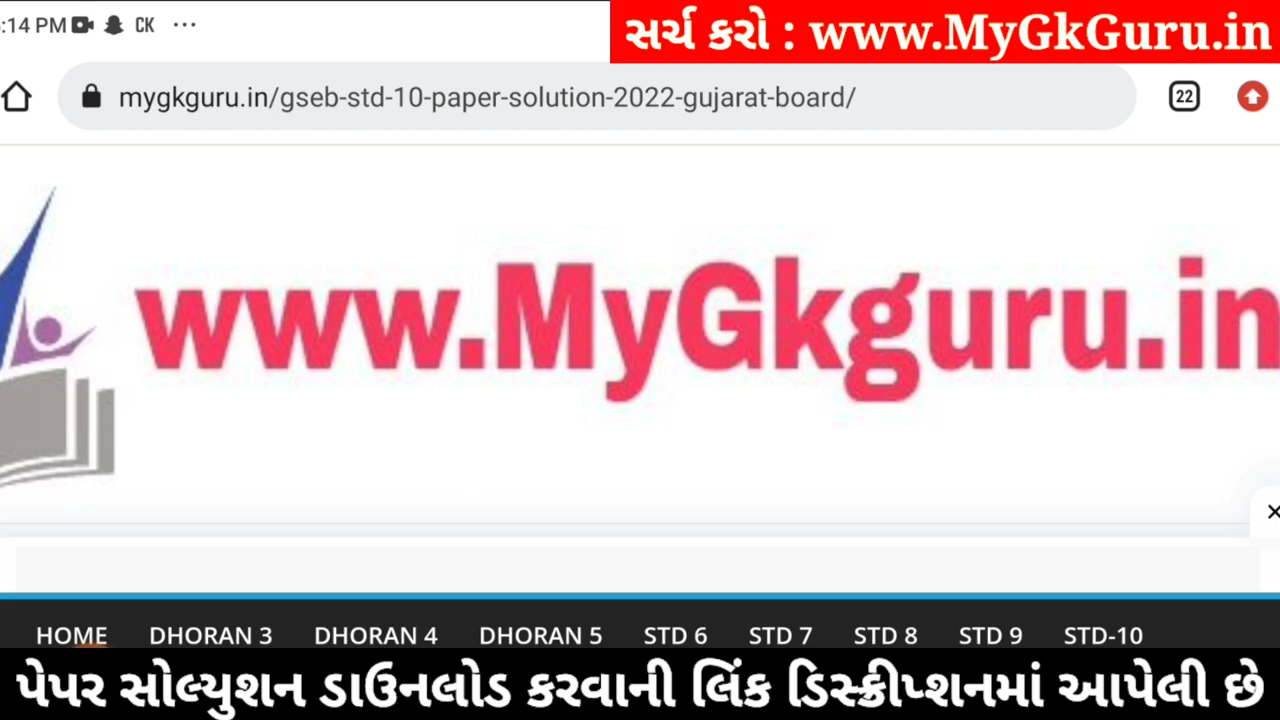 :14 PM CK ...
સર્ચ કરો : www.MyGkGuru.in
mygkguru.in/gseb-std-10-paper-solution-2022-gujarat-board/
22
www.MyGkguru.in
HOME DHORAN 3 DHORAN 4 DHORAN 5 STD 6 STD 7 STD 8 STD 9 STD-10
પેપર સોલ્યુશન ડાઉનલોડ કરવાની લિંક ડિસ્ક્રીપ્શનમાં આપેલી છે